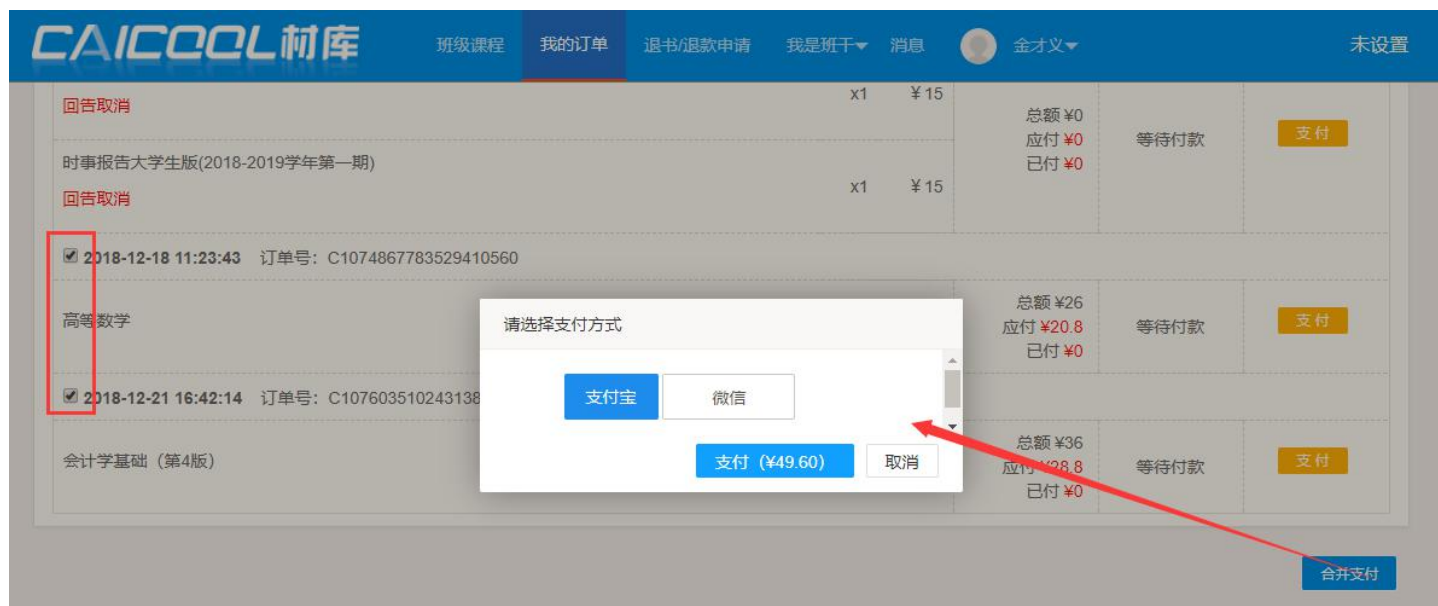 CAICOOL村库 班级课程 我的订单 退书/退款申请 我是班干 消息 金才义 未设置
回告取消 x1 ￥15
总额 ¥0
应付 ¥0 等待付款 支付
已付 ¥0
时事报告大学生版(2018-2019学年第一期)
回告取消 x1 ￥15
2018-12-18 11:23:43 订单号：C1074867783529410560
高等数学
总额 ¥26
应付 ¥20.8 等待付款 支付
已付 ¥0
请选择支付方式
支付宝 微信
支付（¥49.60） 取消
2018-12-21 16:42:14 订单号：C107603510243138
会计学基础（第4版）
总额 ¥36
应付 ¥28.8 等待付款 支付
已付 ¥0
合并支付